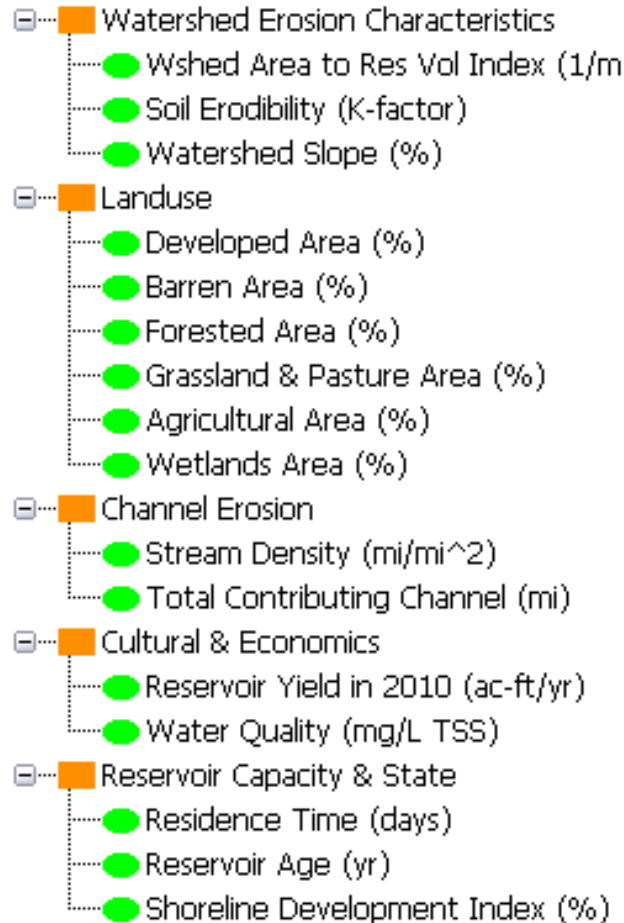 Watershed Erosion Characteristics
Wshed Area to Res Vol Index (1/m
Soil Erodibility (K-factor)
Watershed Slope (%)
Landuse
Developed Area (%)
Barren Area (%)
Forested Area (%)
Grassland & Pasture Area (%)
Agricultural Area (%)
Wetlands Area (%)
Channel Erosion
Stream Density (mi/mi^2)
Total Contributing Channel (mi)
Cultural & Economics
Reservoir Yield in 2010 (ac-ft/yr)
Water Quality (mg/L TSS)
Reservoir Capacity & State
Residence Time (days)
Reservoir Age (yr)
Shoreline Development Index (%)